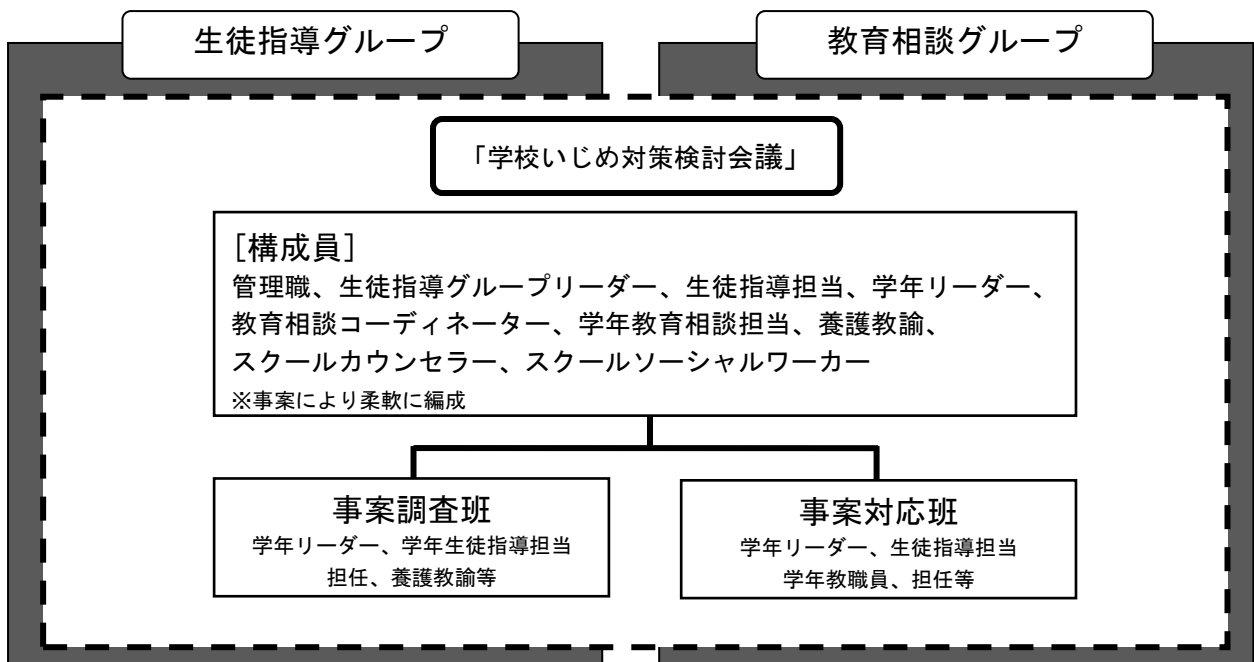 生徒指導グループ
教育相談グループ
「学校いじめ対策検討会議」
[構成員]
管理職、生徒指導グループリーダー、生徒指導担当、学年リーダー、
教育相談コーディネーター、学年教育相談担当、養護教諭、
スクールカウンセラー、スクールソーシャルワーカー
※事案により柔軟に編成
事案調査班
学年リーダー、学年生徒指導担当
担任、養護教諭等
事案対応班
学年リーダー、生徒指導担当
学年教職員、担任等